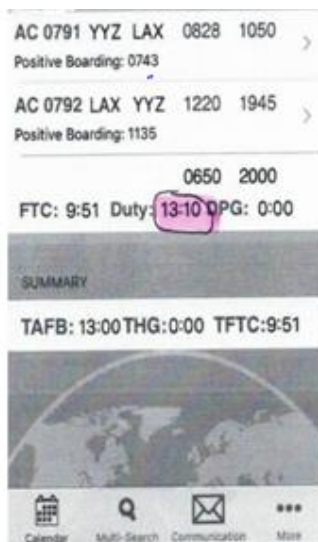 AC 0791 YYZ LAX 0828 1050
Positive Boarding: 0743
AC 0792 LAX YYZ 1220 1945
Positive Boarding: 1135
0650 2000
FTC: 9:51 Duty: 13:10 DPG: 0:00
SUMMARY
TAFB: 13:00 THG: 0:00 TFTC: 9:51
Calendar Multi-Search Communication More